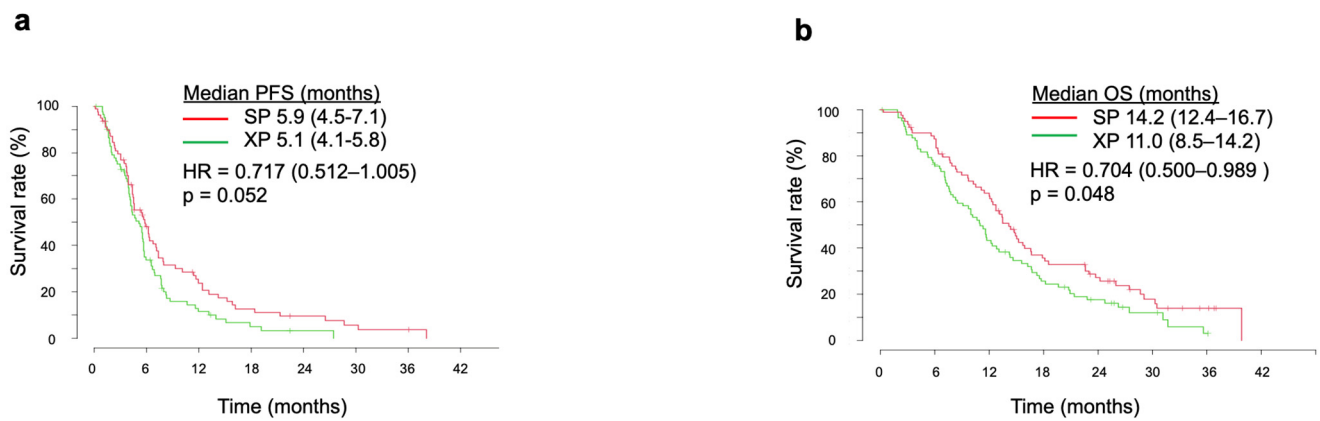 a
Median PFS (months)
SP 5.9 (4.5-7.1)
XP 5.1 (4.1-5.8)
HR = 0.717 (0.512–1.005)
p = 0.052
Survival rate (%)
100
80
60
40
20
0
0 6 12 18 24 30 36 42
Time (months)
b
Median OS (months)
SP 14.2 (12.4–16.7)
XP 11.0 (8.5–14.2)
HR = 0.704 (0.500–0.989 )
p = 0.048
Survival rate (%)
100
80
60
40
20
0
0 6 12 18 24 30 36 42
Time (months)